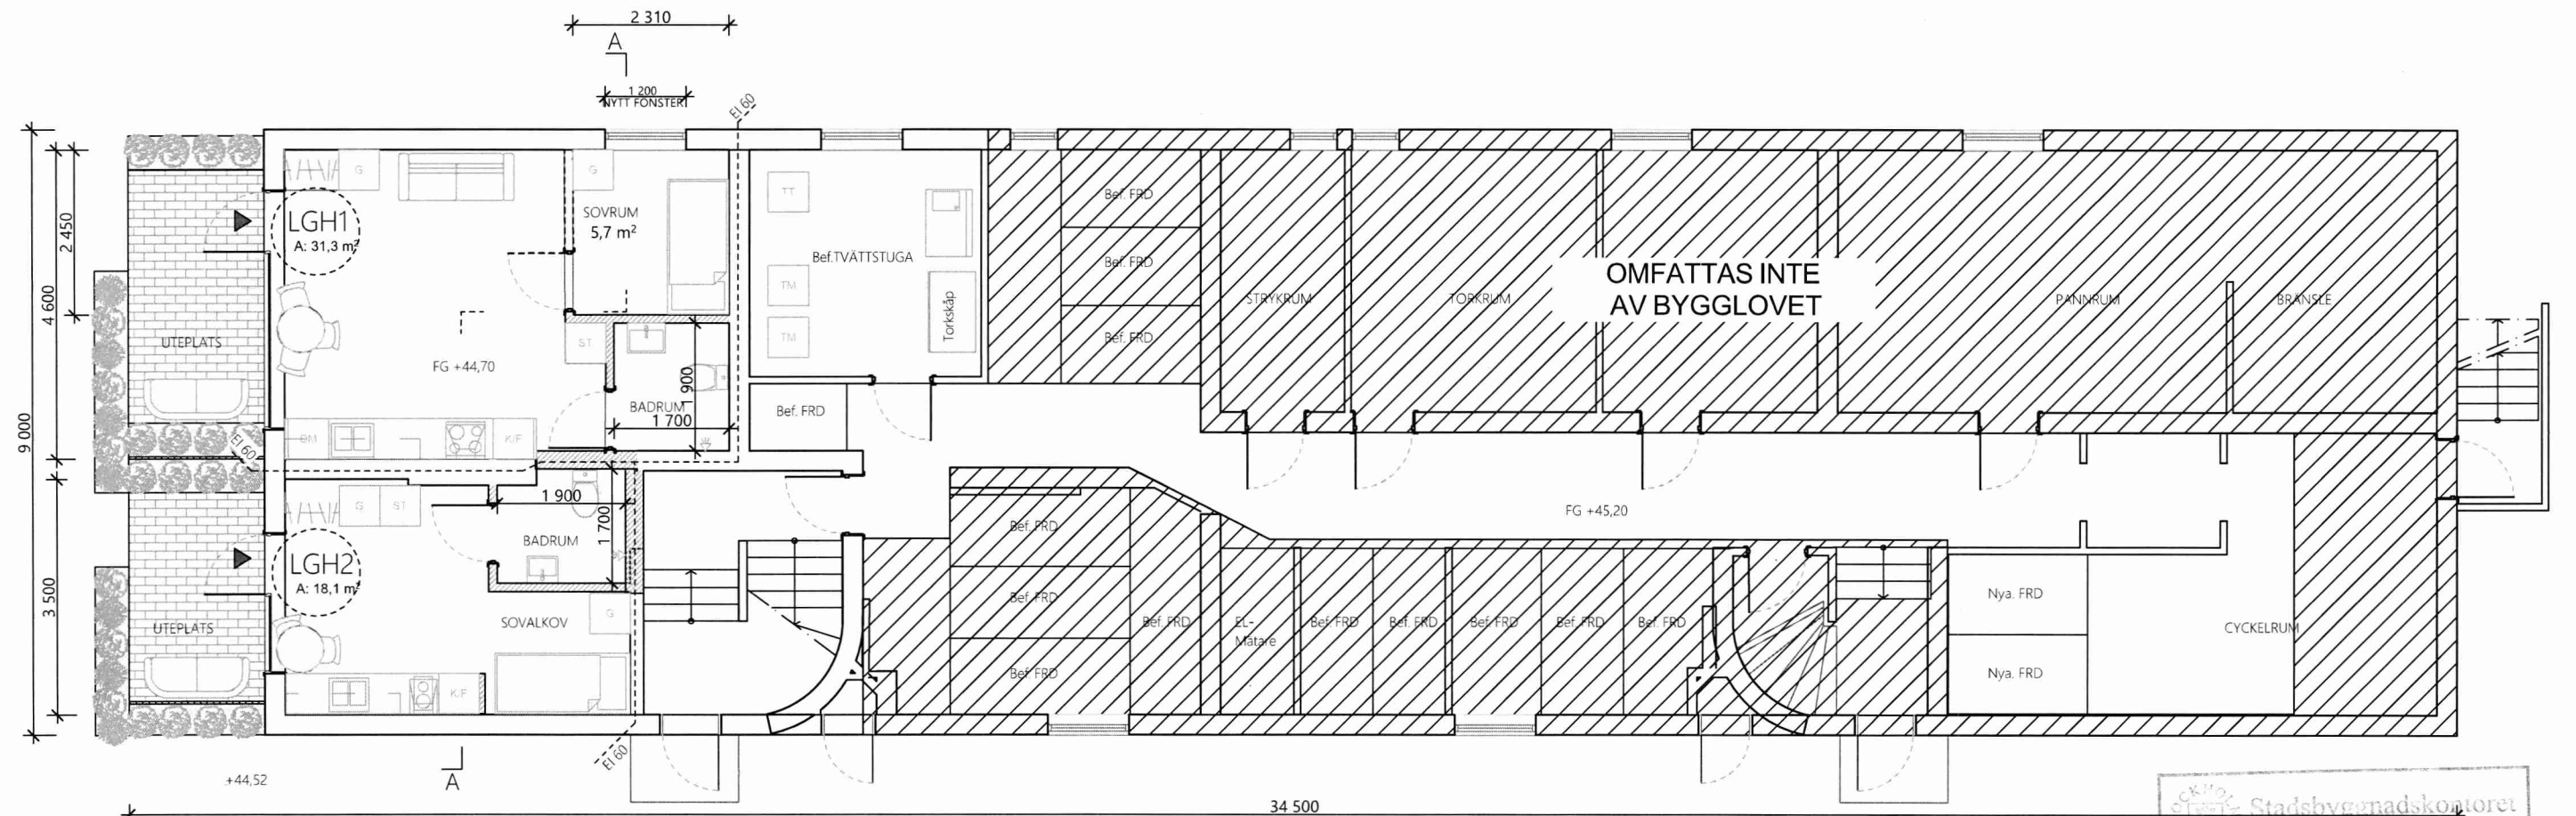 2 310
A
1 200
NYTT FÖNSTER
EI 60
9 000
4 600
2 450
3 500
G
G
LGH1
A: 31,3 m²
SOVRUM
5,7 m²
UTEPLATS
FG +44,70
ST
BADRUM
1 900
1 700
DM
K/F
EI 60
TT
TM
TM
Bef.TVÄTTSTUGA
Torkskåp
Bef. FRD
Bef. FRD
Bef. FRD
Bef. FRD
STRYKRUM
TORKRUM
OMFATTAS INTE
AV BYGGLOVET
PANNRUM
BRÄNSLE
G
ST
1 900
1 700
BADRUM
LGH2
A: 18,1 m²
UTEPLATS
SOVALKOV
G
K/F
FG +45,20
Bef. FRD
Bef. FRD
Bef. FRD
Bef. FRD
EL-
Mätare
Bef. FRD
Bef. FRD
Bef. FRD
Bef. FRD
Bef. FRD
Nya. FRD
Nya. FRD
CYCKELRUM
+44,52
A
EI 60
34 500
Stadsbyggnadskontoret